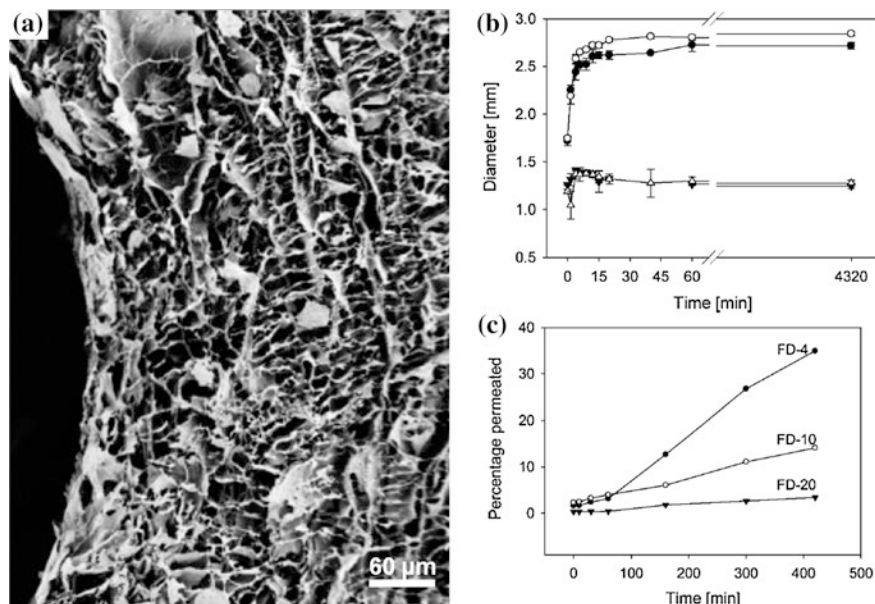 (a)
60 µm
(b)
Diameter [mm]
3.0
2.5
2.0
1.5
1.0
0.5
0 15 30 45 60 4320
Time [min]
(c)
Percentage permeated
40
30
20
10
0
FD-4
FD-10
FD-20
0 100 200 300 400 500
Time [min]